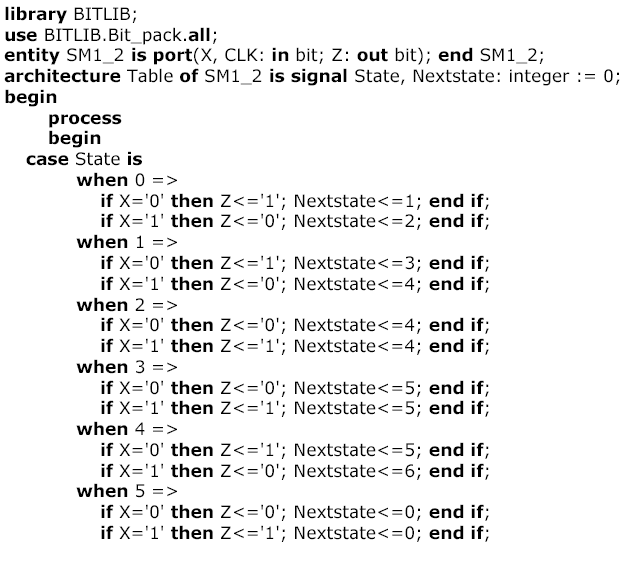 library BITLIB;
use BITLIB.Bit_pack.all;
entity SM1_2 is port(X, CLK: in bit; Z: out bit); end SM1_2;
architecture Table of SM1_2 is signal State, Nextstate: integer := 0;
begin
process
begin
case State is
when 0 =>
if X='0' then Z<='1'; Nextstate<=1; end if;
if X='1' then Z<='0'; Nextstate<=2; end if;
when 1 =>
if X='0' then Z<='1'; Nextstate<=3; end if;
if X='1' then Z<='0'; Nextstate<=4; end if;
when 2 =>
if X='0' then Z<='0'; Nextstate<=4; end if;
if X='1' then Z<='1'; Nextstate<=4; end if;
when 3 =>
if X='0' then Z<='0'; Nextstate<=5; end if;
if X='1' then Z<='1'; Nextstate<=5; end if;
when 4 =>
if X='0' then Z<='1'; Nextstate<=5; end if;
if X='1' then Z<='0'; Nextstate<=6; end if;
when 5 =>
if X='0' then Z<='0'; Nextstate<=0; end if;
if X='1' then Z<='1'; Nextstate<=0; end if;